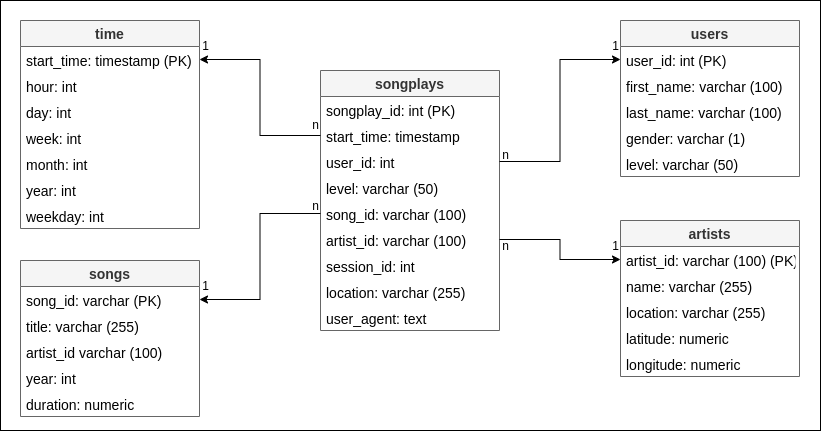 time
start_time: timestamp (PK)
hour: int
day: int
week: int
month: int
year: int
weekday: int
1
n
songs
song_id: varchar (PK)
title: varchar (255)
artist_id varchar (100)
year: int
duration: numeric
1
n
songplays
songplay_id: int (PK)
start_time: timestamp
user_id: int
level: varchar (50)
song_id: varchar (100)
artist_id: varchar (100)
session_id: int
location: varchar (255)
user_agent: text
n
1
users
user_id: int (PK)
first_name: varchar (100)
last_name: varchar (100)
gender: varchar (1)
level: varchar (50)
n
1
artists
artist_id: varchar (100) (PK)
name: varchar (255)
location: varchar (255)
latitude: numeric
longitude: numeric